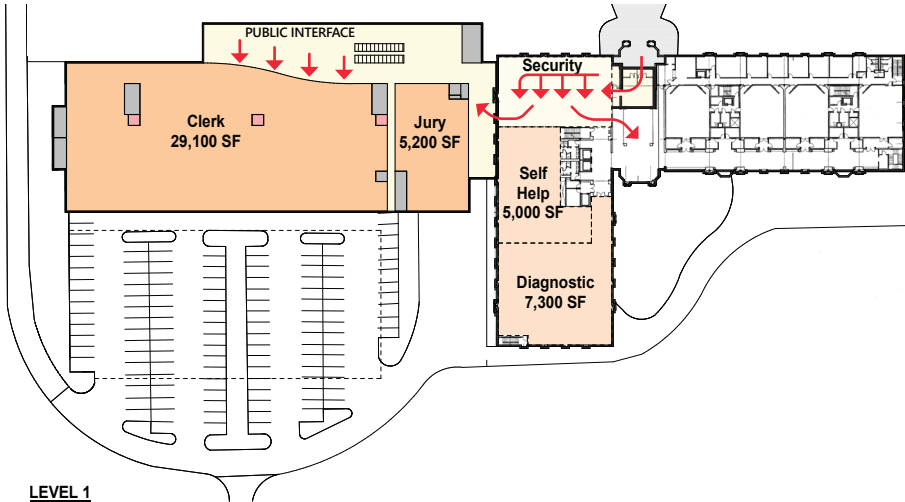 PUBLIC INTERFACE
Security
Clerk
29,100 SF
Jury
5,200 SF
Self
Help
5,000 SF
Diagnostic
7,300 SF
LEVEL 1